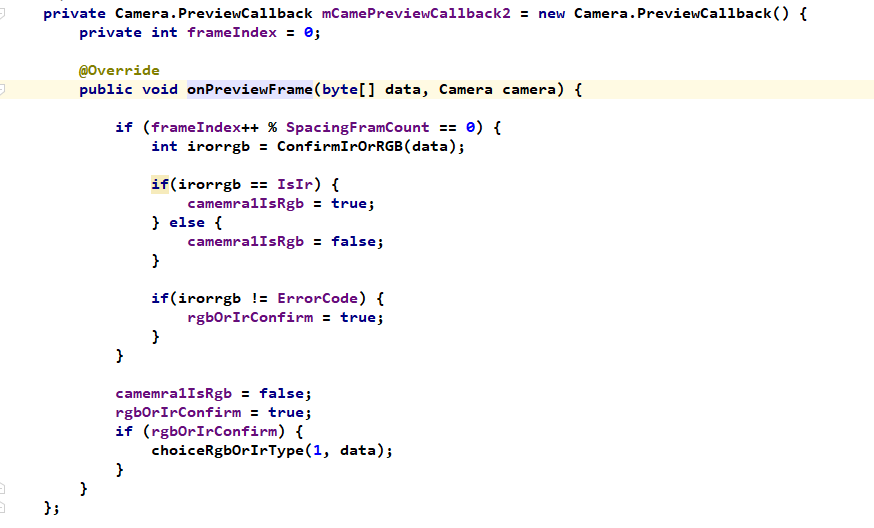 private Camera.PreviewCallback mCamePreviewCallback2 = new Camera.PreviewCallback() {
    private int frameIndex = 0;

    @Override
    public void onPreviewFrame(byte[] data, Camera camera) {

        if (frameIndex++ % SpacingFramCount == 0) {
            int irorrgb = ConfirmIrOrRGB(data);

            if(irorrgb == IsIr) {
                camemra1IsRgb = true;
            } else {
                camemra1IsRgb = false;
            }

            if(irorrgb != ErrorCode) {
                rgbOrIrConfirm = true;
            }
        }

        camemra1IsRgb = false;
        rgbOrIrConfirm = true;
        if (rgbOrIrConfirm) {
            choiceRgbOrIrType(1, data);
        }
    }
};